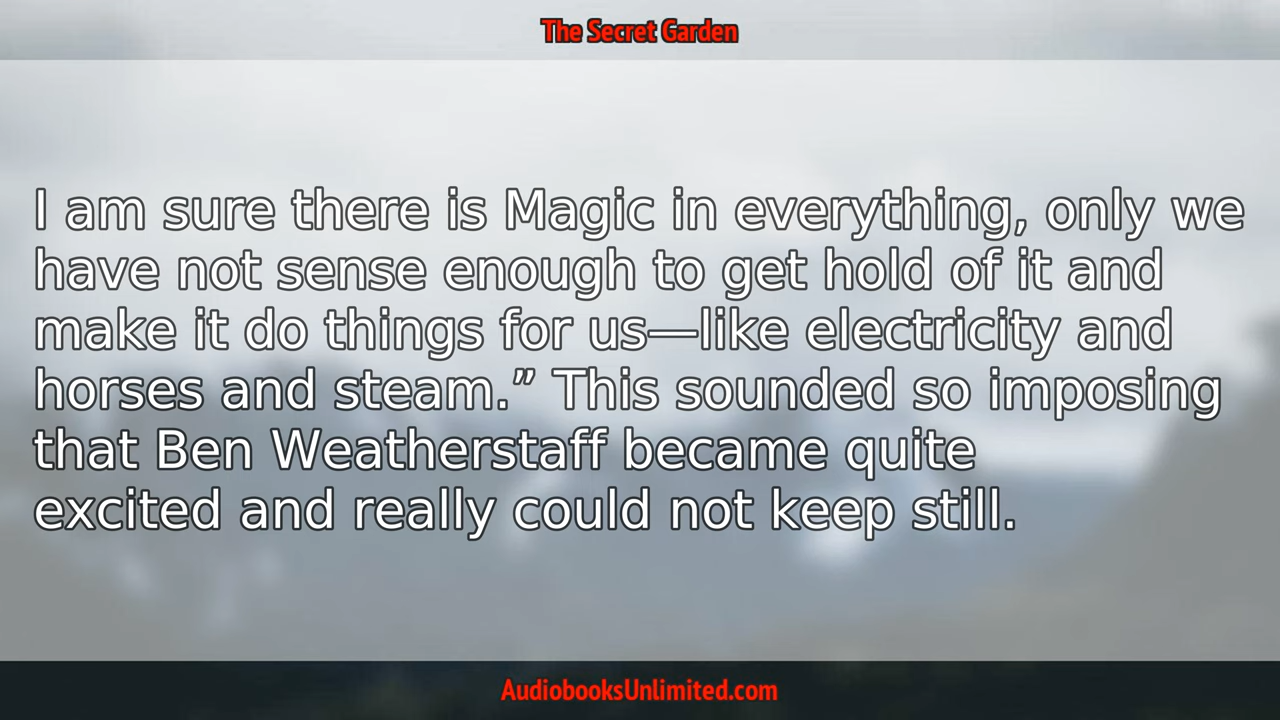 The Secret Garden
I am sure there is Magic in everything, only we
have not sense enough to get hold of it and
make it do things for us—like electricity and
horses and steam.” This sounded so imposing
that Ben Weatherstaff became quite
excited and really could not keep still.
AudiobooksUnlimited.com